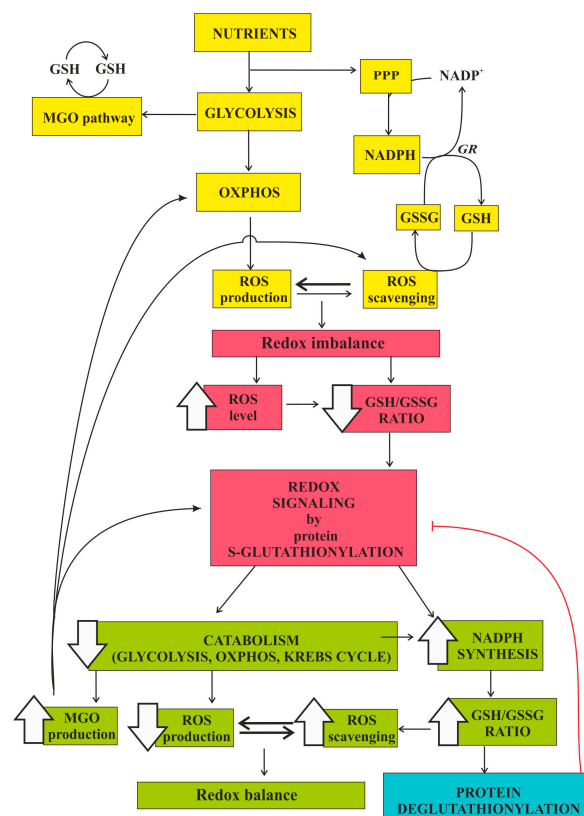 NUTRIENTS
GSH
GSH
PPP
NADP+
MGO pathway
GLYCOLYSIS
NADPH
GR
OXPHOS
GSSG
GSH
ROS
production
ROS
scavenging
Redox imbalance
ROS
level
GSH/GSSG
RATIO
REDOX
SIGNALING
by
protein
S-GLUTATHIONYLATION
CATABOLISM
(GLYCOLYSIS, OXPHOS, KREBS CYCLE)
NADPH
SYNTHESIS
MGO
production
ROS
production
ROS
scavenging
GSH/GSSG
RATIO
Redox balance
PROTEIN
DEGLUTATHIONYLATION